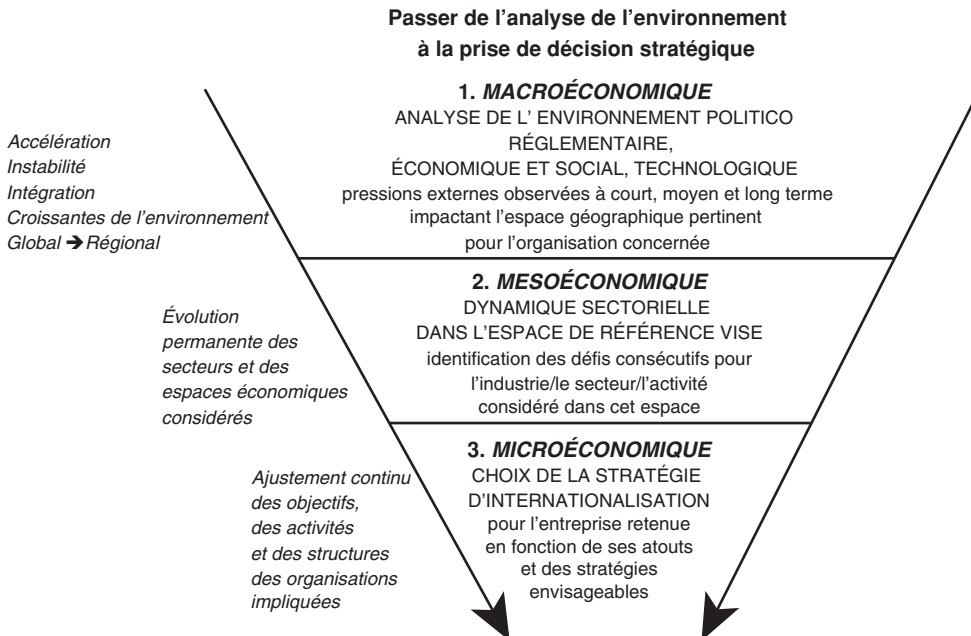 Passer de l'analyse de l'environnement
à la prise de décision stratégique
1. MACROÉCONOMIQUE
ANALYSE DE L' ENVIRONNEMENT POLITICO
RÉGLEMENTAIRE,
ÉCONOMIQUE ET SOCIAL, TECHNOLOGIQUE
pressions externes observées à court, moyen et long terme
impactant l'espace géographique pertinent
pour l'organisation concernée
Accélération
Instabilité
Intégration
Croissantes de l'environnement
Global ➔ Régional
2. MESOÉCONOMIQUE
DYNAMIQUE SECTORIELLE
DANS L'ESPACE DE RÉFÉRENCE VISE
identification des défis consécutifs pour
l'industrie/le secteur/l'activité
considéré dans cet espace
Évolution
permanente des
secteurs et des
espaces économiques
considérés
3. MICROÉCONOMIQUE
CHOIX DE LA STRATÉGIE
D'INTERNATIONALISATION
pour l'entreprise retenue
en fonction de ses atouts
et des stratégies
envisageables
Ajustement continu
des objectifs,
des activités
et des structures
des organisations
impliquées